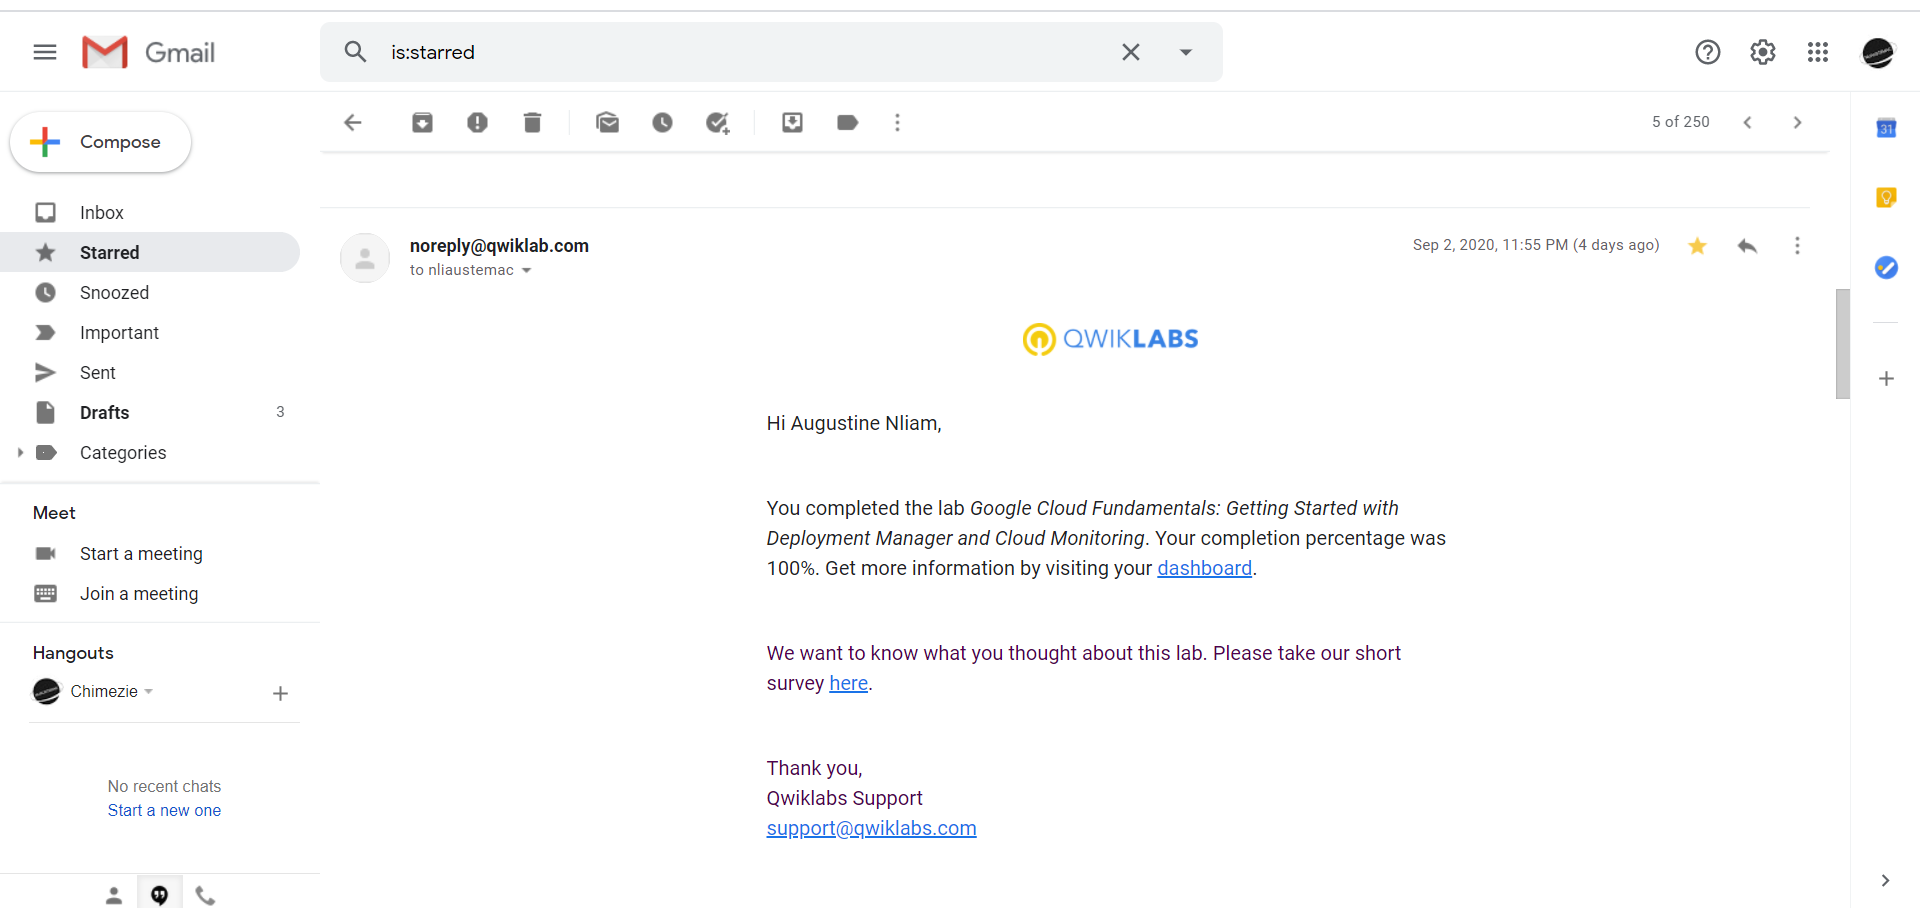 Gmail
is:starred
Compose
5 of 250
31
Inbox
Starred
Snoozed
Important
Sent
Drafts 3
Categories
Meet
Start a meeting
Join a meeting
Hangouts
Chimezie
No recent chats
Start a new one
noreply@qwiklab.com
Sep 2, 2020, 11:55 PM (4 days ago)
to nliaustemac
QWIKLABS
Hi Augustine Nliam,
You completed the lab Google Cloud Fundamentals: Getting Started with
Deployment Manager and Cloud Monitoring. Your completion percentage was
100%. Get more information by visiting your dashboard.
We want to know what you thought about this lab. Please take our short
survey here.
Thank you,
Qwiklabs Support
support@qwiklabs.com